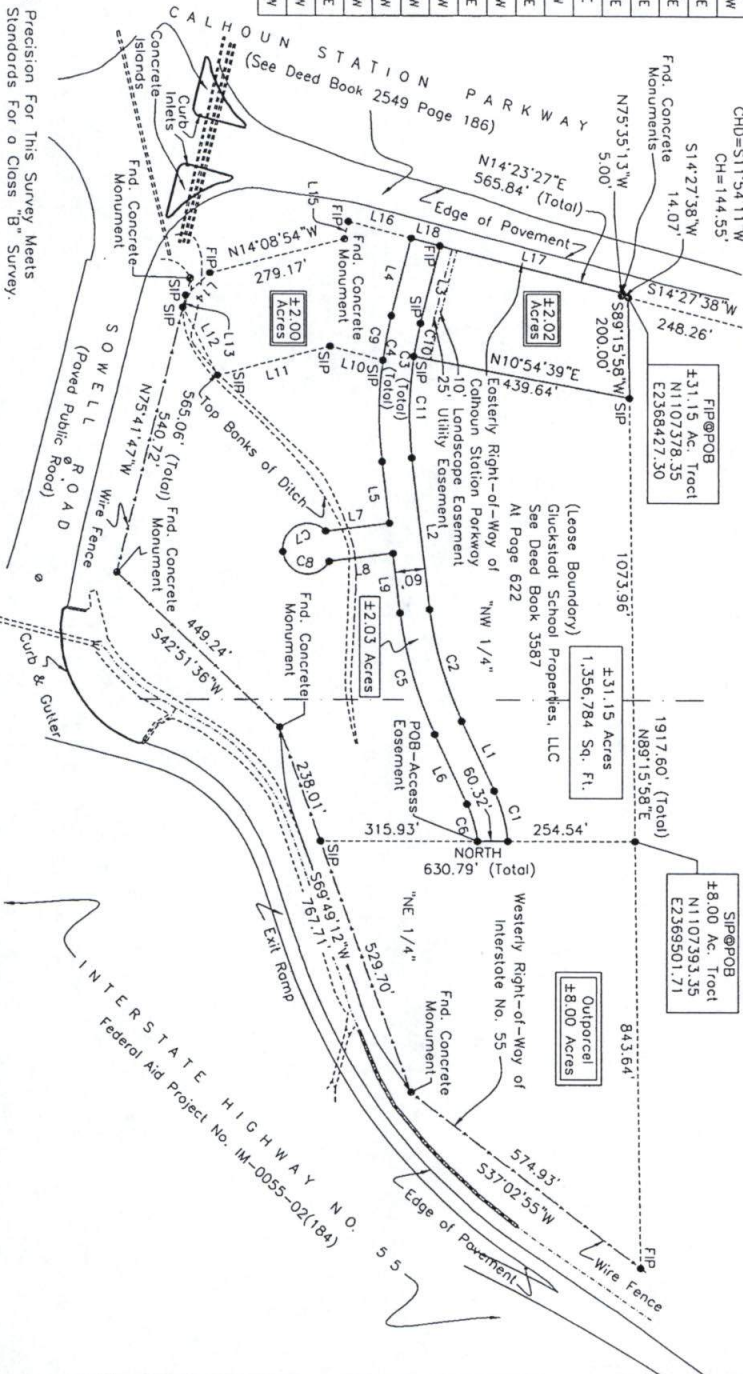 CHD=S11°54'11"W
CH=144.55'
S14°27'38"W
14.07'
Fnd. Concrete
Monuments
N75°35'13"W
5.00'
FIP@POB
±31.15 Ac. Tract
N1107378.35
E2368427.30
S14°27'38"W
248.26'
S89°15'58"W
200.00'
SIP
1073.96'
1917.60' (Total)
N89°15'58"E
SIP@POB
±8.00 Ac. Tract
N1107393.35
E2369501.71
843.64'
FIP
CALHOUN STATION PARKWAY
(See Deed Book 2549 Page 186)
N14°23'27"E
565.84' (Total)
Edge of Pavement
L17
±2.02
Acres
N10°54'39"E
439.64'
Easterly Right-of-Way of
Calhoun Station Parkway
10' Landscape Easement
25' Utility Easement
(Lease Boundary)
Gluckstadt School Properties, LLC
See Deed Book 3587
At Page 622
±31.15 Acres
1,356,784 Sq. Ft.
"NW 1/4"
Outparcel
±8.00 Acres
Westerly Right-of-Way of
Interstate No. 55
574.93'
S37°02'55"W
Wire Fence
254.54'
NORTH
630.79' (Total)
315.93'
60.32'
C1
L1
C2
L2
C11
C10
C3 (Total)
SIP
SIP
L3
FIP
L18
L16
FIP
L15
L4
C9
C4
(Total)
SIP
L10
L5
60'
±2.03 Acres
L9
C5
L6
C6
POB-Access
Easement
L7
L8
C7
C8
Fnd. Concrete
Monument
N14°08'54"W
279.17'
±2.00
Acres
L11
SIP
SIP
Top Banks of Ditch
L12
L13
L14
FIP
SIP
SIP
Fnd. Concrete
Monument
Curb
Inlets
Concrete
Islands
565.06' (Total)
540.72'
N75°41'47"W
Wire Fence
Fnd. Concrete
Monument
449.24'
S42°51'36"W
Fnd. Concrete
Monument
238.01'
SIP
529.70'
S69°49'12"W
767.71'
"NE 1/4"
Fnd. Concrete
Monument
Edge of Pavement
Exit Ramp
Curb & Gutter
SOWELL ROAD
(Paved Public Road)
INTERSTATE HIGHWAY NO. 55
Federal Aid Project No. IM-0055-02(184)
Precision For This Survey Meets
Standards For a Class "B" Survey.